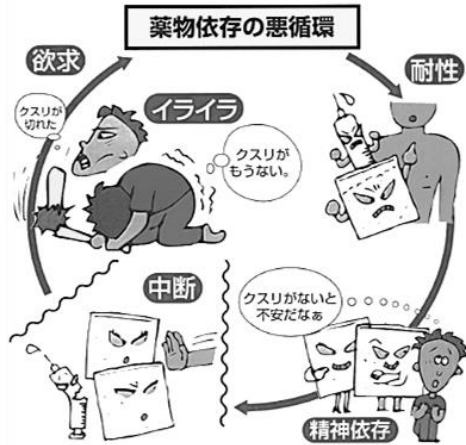 薬物依存の悪循環
欲求
耐性
クスリが
切れた
イライラ
クスリが
もうない。
中断
クスリがないと
不安だなぁ
精神依存